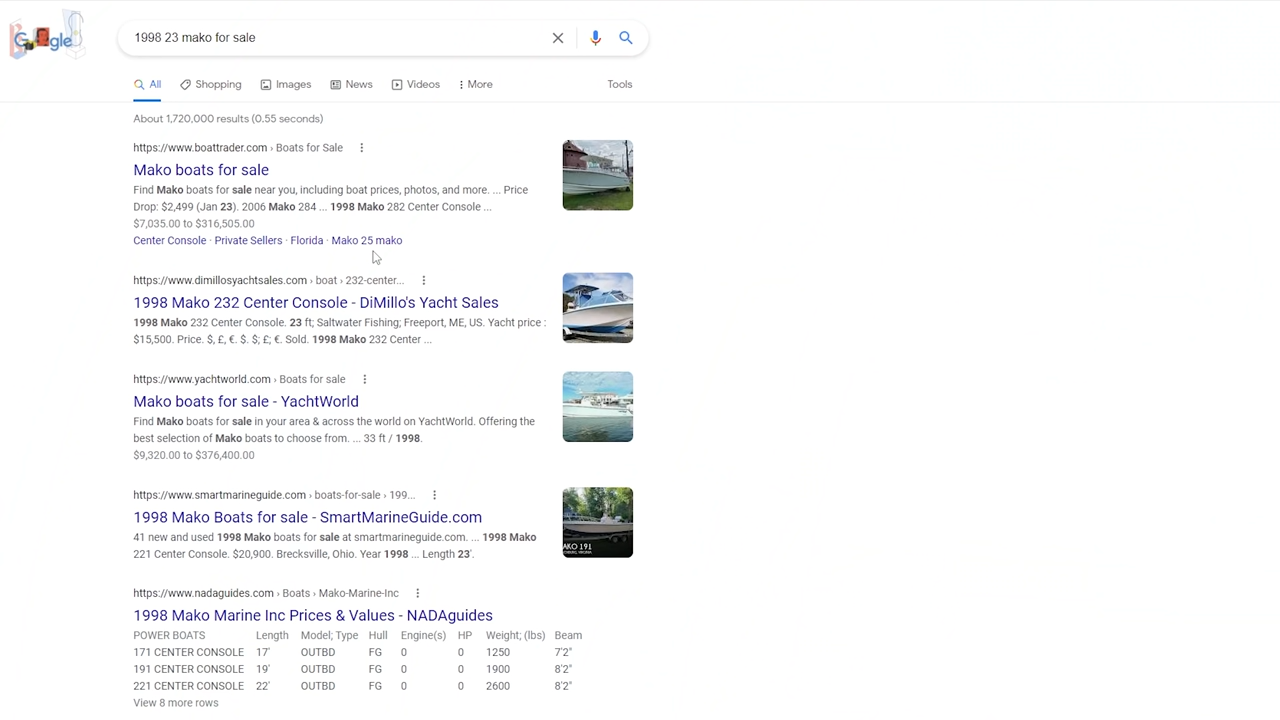 Google
1998 23 mako for sale
All
Shopping
Images
News
Videos
More
Tools
About 1,720,000 results (0.55 seconds)
https://www.boattrader.com › Boats for Sale
Mako boats for sale
Find Mako boats for sale near you, including boat prices, photos, and more. ... Price
Drop: $2,499 (Jan 23). 2006 Mako 284 ... 1998 Mako 282 Center Console ...
$7,035.00 to $316,505.00
Center Console · Private Sellers · Florida · Mako 25 mako
https://www.dimillosyachtsales.com › boat › 232-center...
1998 Mako 232 Center Console - DiMillo's Yacht Sales
1998 Mako 232 Center Console. 23 ft; Saltwater Fishing; Freeport, ME, US. Yacht price :
$15,500. Price. $, £, €. $. $; £; €. Sold. 1998 Mako 232 Center ...
https://www.yachtworld.com › Boats for sale
Mako boats for sale - YachtWorld
Find Mako boats for sale in your area & across the world on YachtWorld. Offering the
best selection of Mako boats to choose from. ... 33 ft / 1998.
$9,320.00 to $376,400.00
https://www.smartmarineguide.com › boats-for-sale › 199...
1998 Mako Boats for sale - SmartMarineGuide.com
41 new and used 1998 Mako boats for sale at smartmarineguide.com. ... 1998 Mako
221 Center Console. $20,900. Brecksville, Ohio. Year 1998 ... Length 23'.
AKO 191
https://www.nadaguides.com › Boats › Mako-Marine-Inc
1998 Mako Marine Inc Prices & Values - NADAguides
POWER BOATS Length Model; Type Hull Engine(s) HP Weight; (lbs) Beam
171 CENTER CONSOLE 17' OUTBD FG 0 0 1250 7'2"
191 CENTER CONSOLE 19' OUTBD FG 0 0 1900 8'2"
221 CENTER CONSOLE 22' OUTBD FG 0 0 2600 8'2"
View 8 more rows